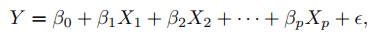 Y = β₀ + β₁X₁ + β₂X₂ + ··· + βₚXₚ + ϵ,